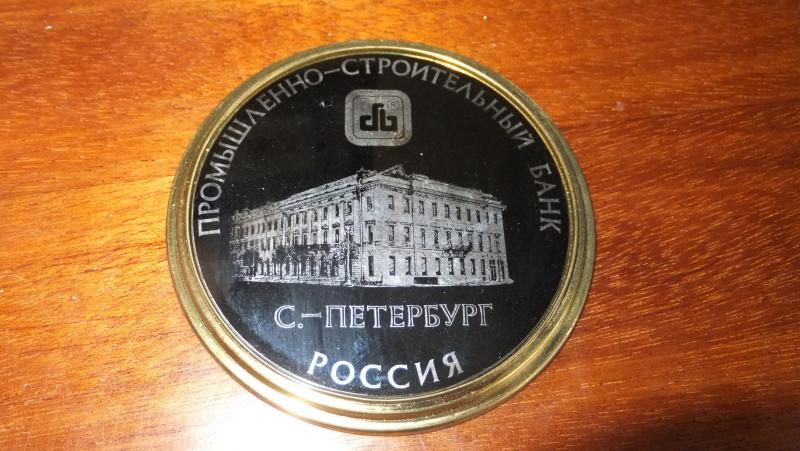 ПРОМЫШЛЕННО-СТРОИТЕЛЬНЫЙ БАНК
С.-ПЕТЕРБУРГ
РОССИЯ